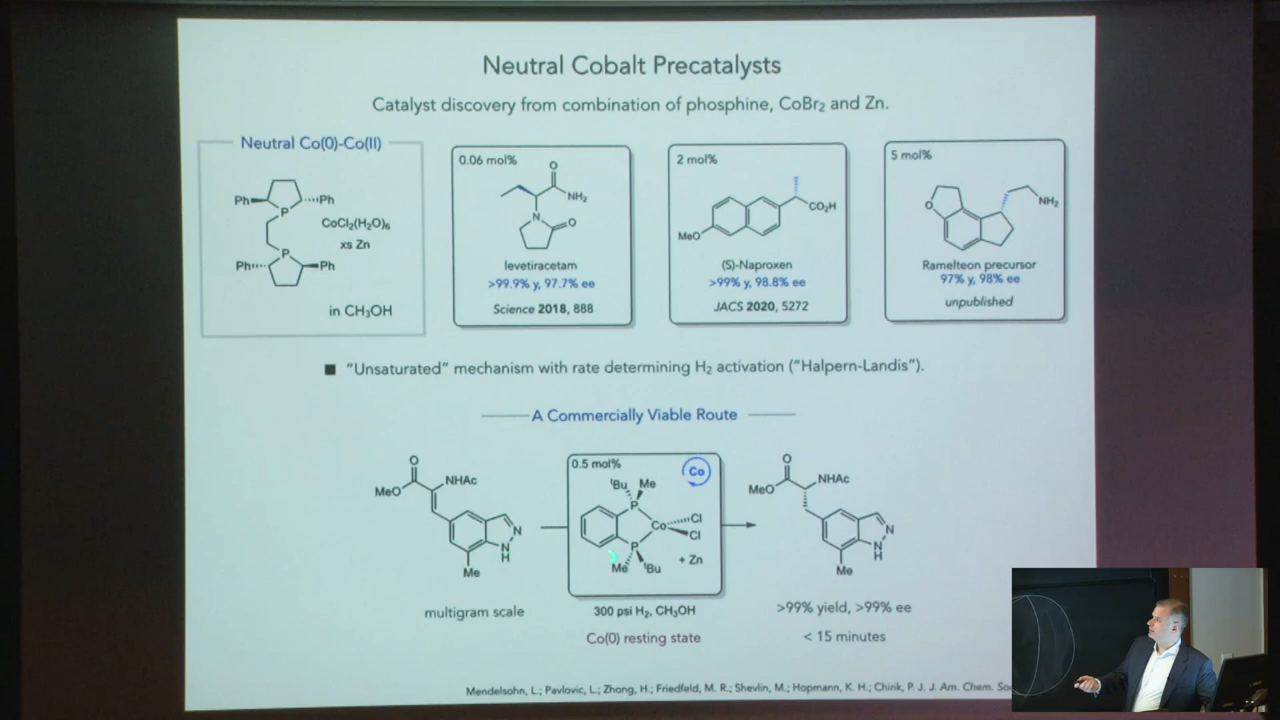 Neutral Cobalt Precatalysts
Catalyst discovery from combination of phosphine, CoBr₂ and Zn.
Neutral Co(0)-Co(II)
Ph
Ph
P
CoCl₂(H₂O)₆
xs Zn
P
Ph
Ph
in CH₃OH
0.06 mol%
O
NH₂
N
O
levetiracetam
>99.9% y, 97.7% ee
Science 2018, 888
2 mol%
CO₂H
MeO
(S)-Naproxen
>99% y, 98.8% ee
JACS 2020, 5272
5 mol%
NH₂
O
Ramelteon precursor
97% y, 98% ee
unpublished
■ "Unsaturated" mechanism with rate determining H₂ activation ("Halpern-Landis").
A Commercially Viable Route
O
MeO
NHAc
N
N
H
Me
multigram scale
0.5 mol%
Co
ᵗBu Me
P
Co
Cl
Cl
P
Me ᵗBu
+ Zn
300 psi H₂, CH₃OH
Co(0) resting state
O
MeO
NHAc
N
N
H
Me
>99% yield, >99% ee
< 15 minutes
Mendelsohn, L.; Pavlovic, L.; Zhong, H.; Friedfeld, M. R.; Shevlin, M.; Hopmann, K. H.; Chirik, P. J. J. Am. Chem. So